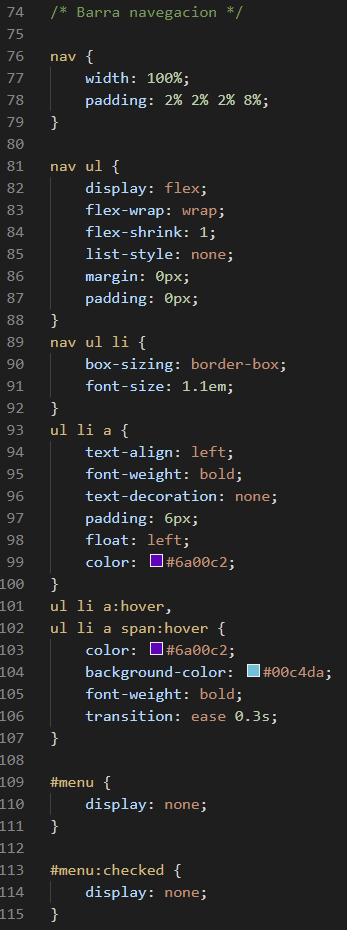 74 /* Barra navegacion */
75
76 nav {
77     width: 100%;
78     padding: 2% 2% 2% 8%;
79 }
80
81 nav ul {
82     display: flex;
83     flex-wrap: wrap;
84     flex-shrink: 1;
85     list-style: none;
86     margin: 0px;
87     padding: 0px;
88 }
89 nav ul li {
90     box-sizing: border-box;
91     font-size: 1.1em;
92 }
93 ul li a {
94     text-align: left;
95     font-weight: bold;
96     text-decoration: none;
97     padding: 6px;
98     float: left;
99     color: #6a00c2;
100 }
101 ul li a:hover,
102 ul li a span:hover {
103     color: #6a00c2;
104     background-color: #00c4da;
105     font-weight: bold;
106     transition: ease 0.3s;
107 }
108
109 #menu {
110     display: none;
111 }
112
113 #menu:checked {
114     display: none;
115 }